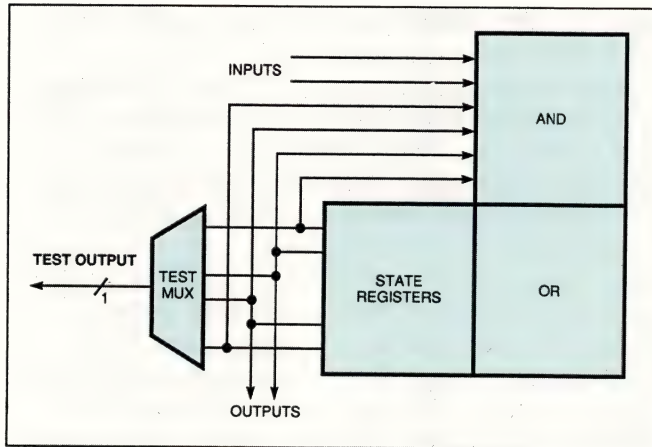 INPUTS
AND
TEST OUTPUT
1
TEST
MUX
STATE
REGISTERS
OR
OUTPUTS